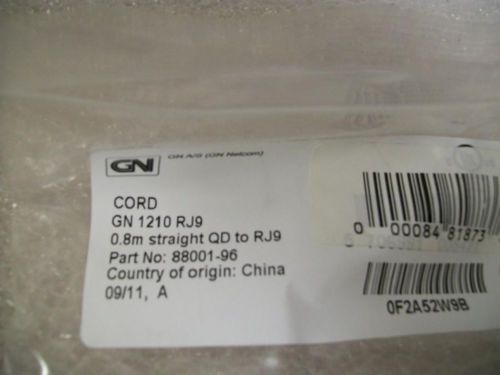 GN
GN A/S (GN Netcom)
CORD
GN 1210 RJ9
0.8m straight QD to RJ9
Part No: 88001-96
Country of origin: China
09/11, A
0 00084 81873
0F2A52W9B